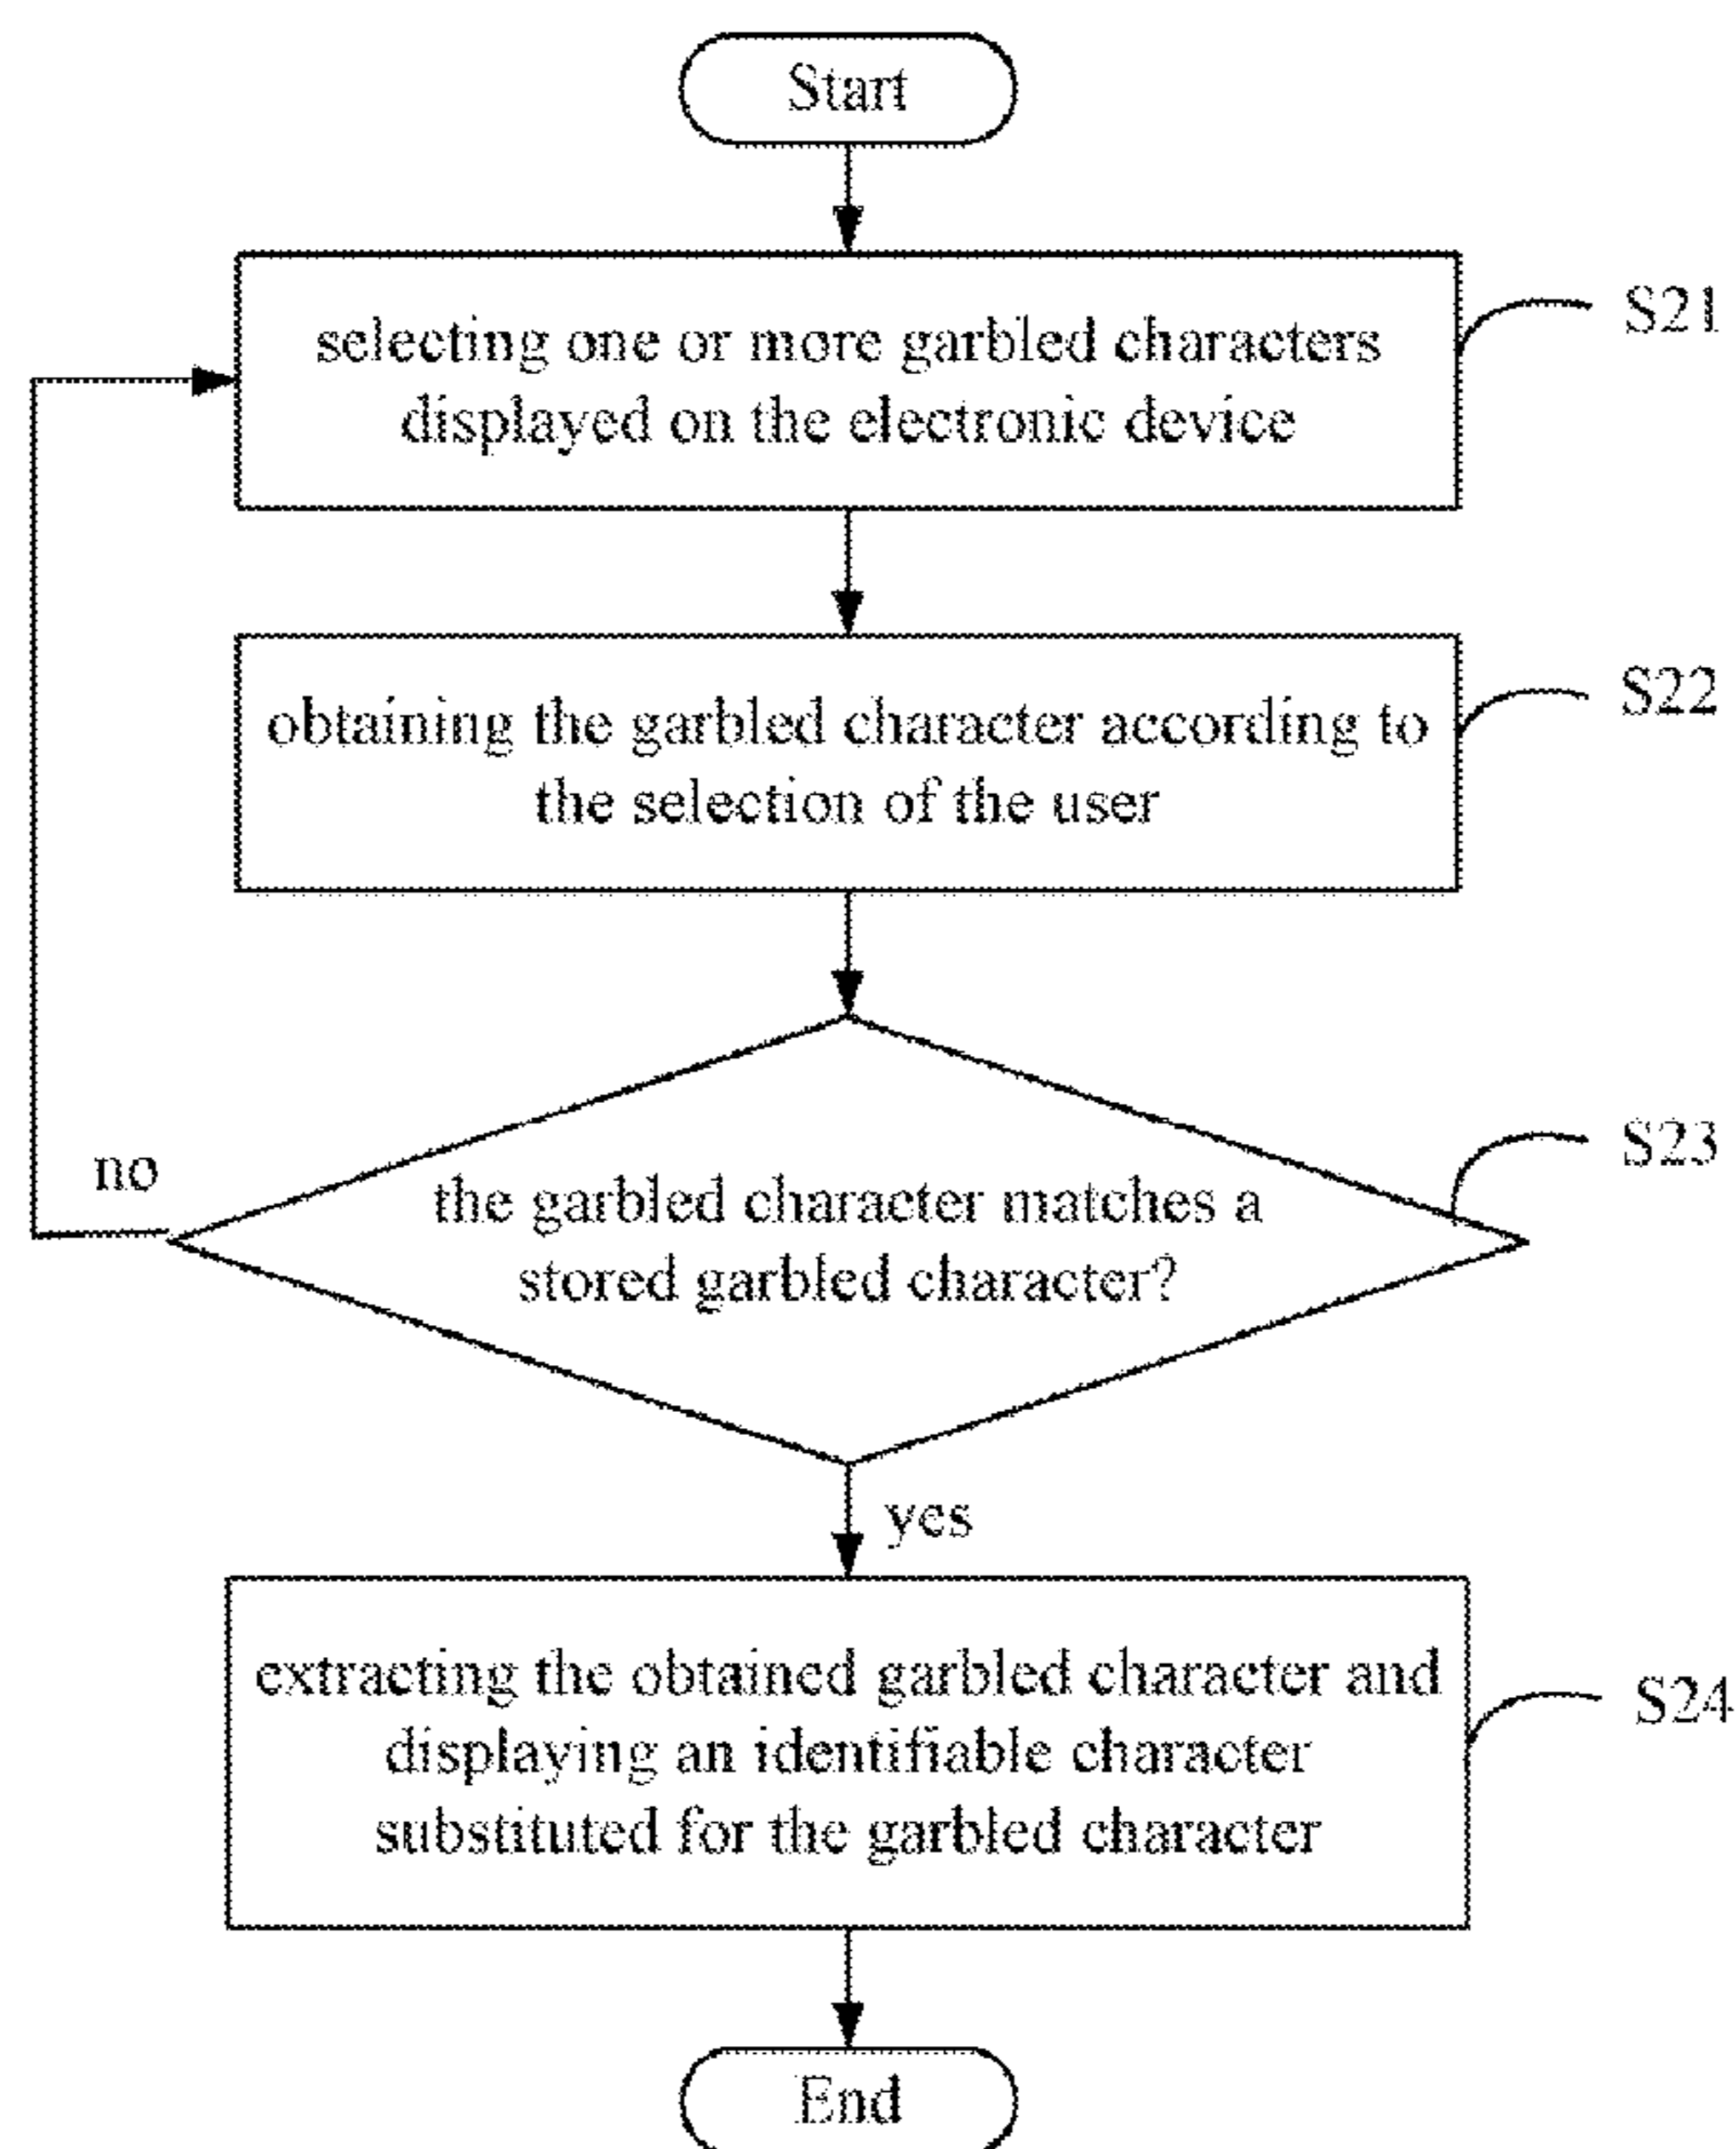 Start
selecting one or more garbled characters
displayed on the electronic device
S21
obtaining the garbled character according to
the selection of the user
S22
the garbled character matches a
stored garbled character?
S23
no
yes
extracting the obtained garbled character and
displaying an identifiable character
substituted for the garbled character
S24
End